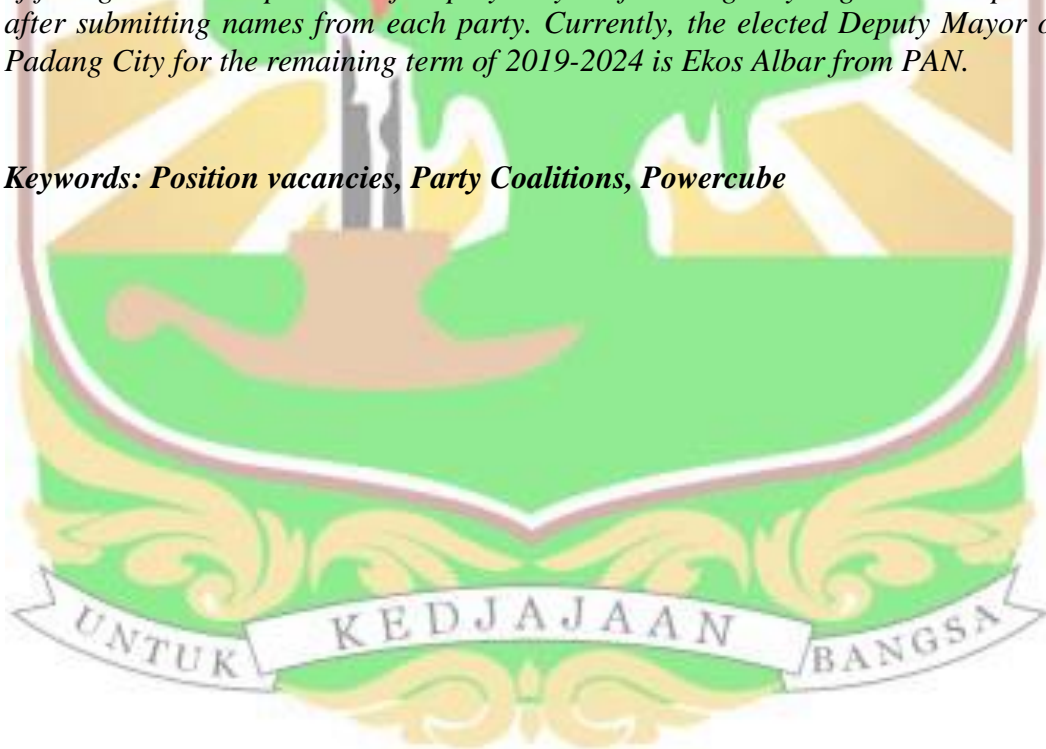 after submitting names from each party. Currently, the elected Deputy Mayor
Padang City for the remaining term of 2019-2024 is Ekos Albar from PAN.
Keywords: Position vacancies, Party Coalitions, Powercube
UNTUK KEDJAJAAN BANGSA